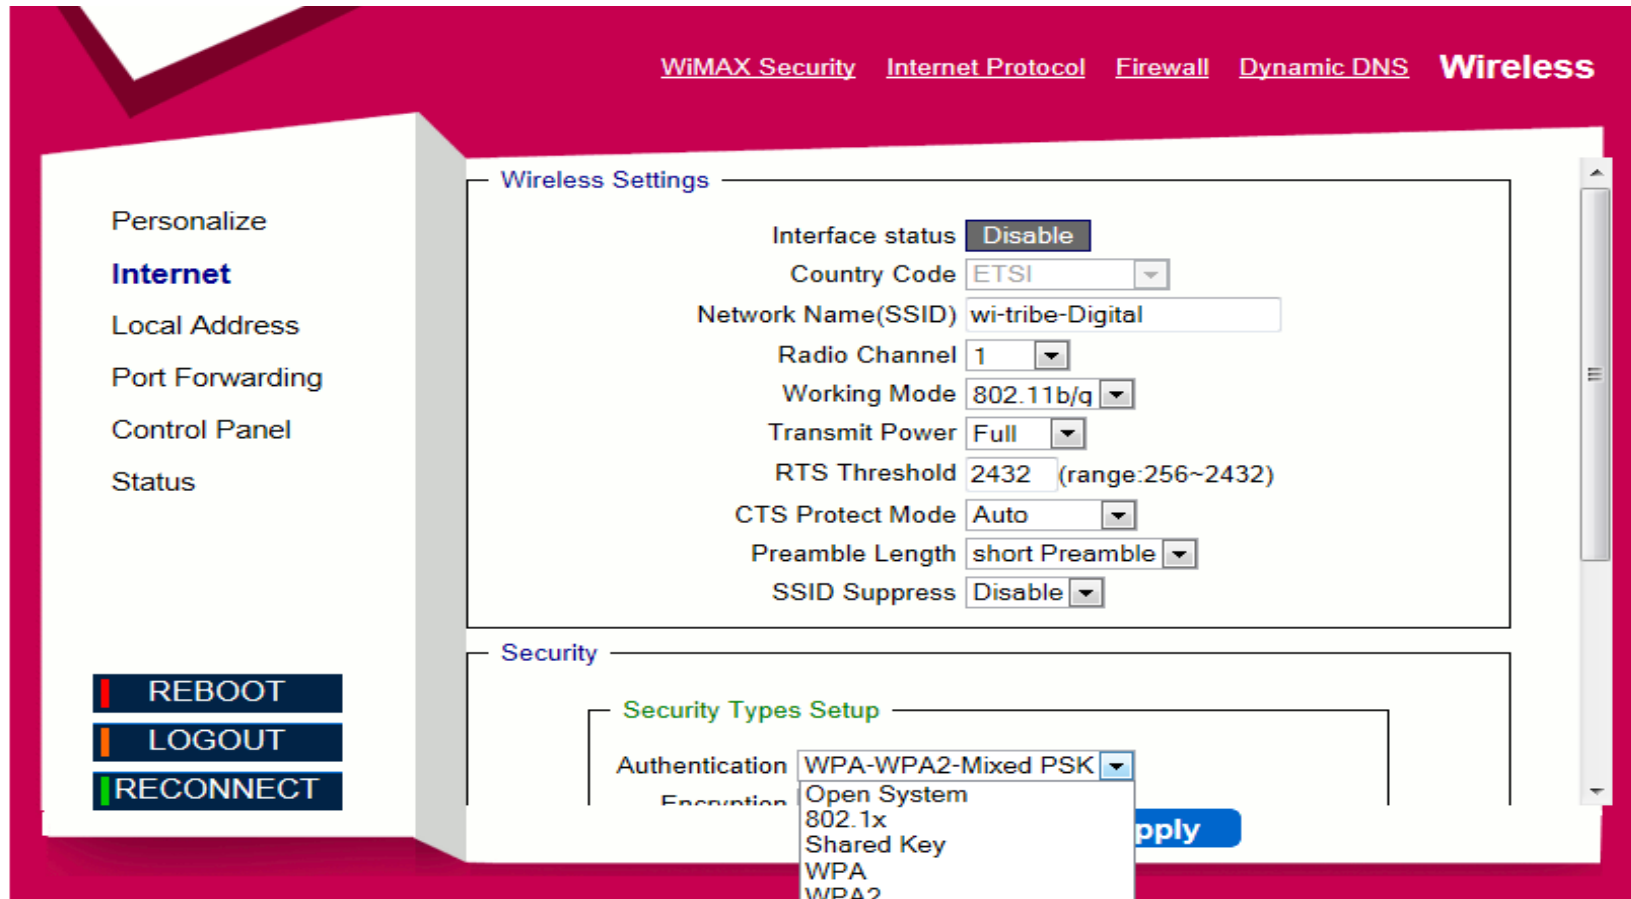 WiMAX Security Internet Protocol Firewall Dynamic DNS Wireless
Personalize
Internet
Local Address
Port Forwarding
Control Panel
Status
REBOOT
LOGOUT
RECONNECT
Wireless Settings
Interface status Disable
Country Code ETSI
Network Name(SSID) wi-tribe-Digital
Radio Channel 1
Working Mode 802.11b/g
Transmit Power Full
RTS Threshold 2432 (range:256~2432)
CTS Protect Mode Auto
Preamble Length short Preamble
SSID Suppress Disable
Security
Security Types Setup
Authentication WPA-WPA2-Mixed PSK
Encryption
Open System
802.1x
Shared Key
WPA
WPA2
pply